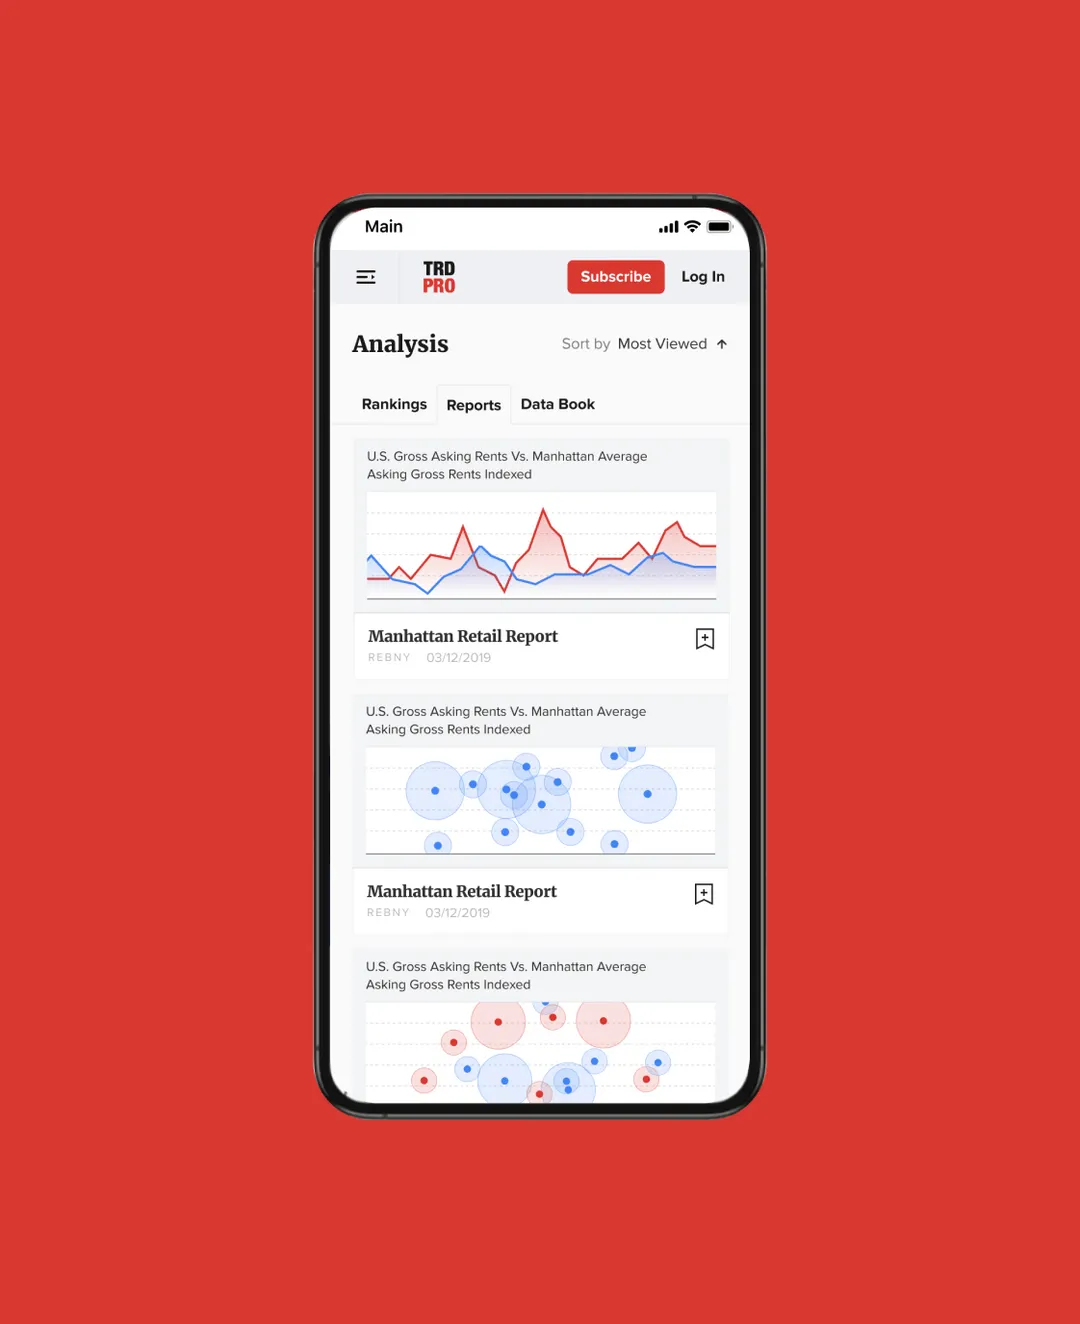 Main
TRD
PRO
Subscribe
Log In
Analysis
Sort by Most Viewed
Rankings
Reports
Data Book
U.S. Gross Asking Rents Vs. Manhattan Average
Asking Gross Rents Indexed
Manhattan Retail Report
REBNY 03/12/2019
U.S. Gross Asking Rents Vs. Manhattan Average
Asking Gross Rents Indexed
Manhattan Retail Report
REBNY 03/12/2019
U.S. Gross Asking Rents Vs. Manhattan Average
Asking Gross Rents Indexed